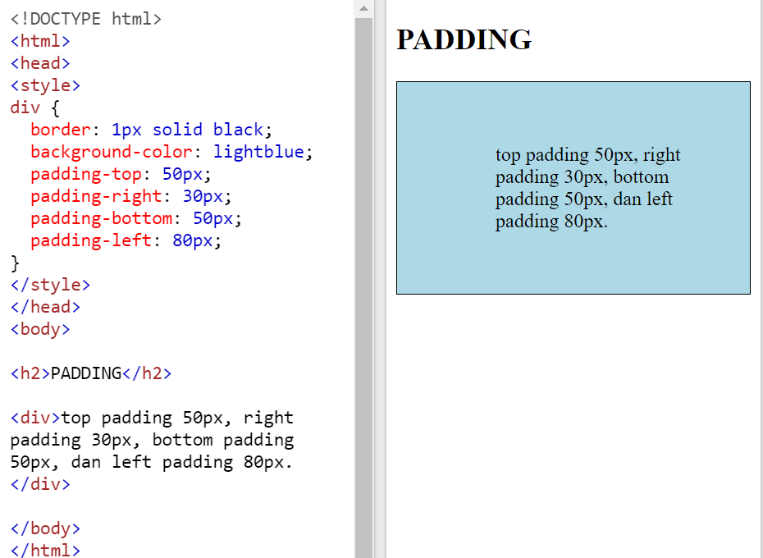 <!DOCTYPE html>
<html>
<head>
<style>
div {
  border: 1px solid black;
  background-color: lightblue;
  padding-top: 50px;
  padding-right: 30px;
  padding-bottom: 50px;
  padding-left: 80px;
}
</style>
</head>
<body>
<h2>PADDING</h2>
<div>top padding 50px, right
padding 30px, bottom padding
50px, dan left padding 80px.
</div>
</body>
</html>
PADDING
top padding 50px, right
padding 30px, bottom
padding 50px, dan left
padding 80px.